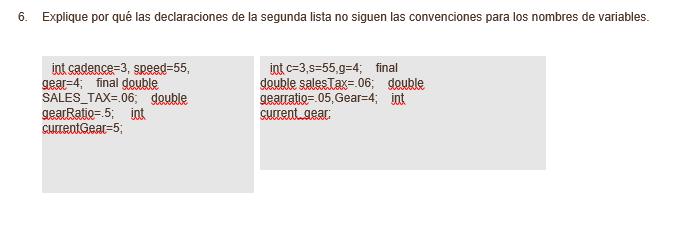 6. Explique por qué las declaraciones de la segunda lista no siguen las convenciones para los nombres de variables.
int cadence=3, speed=55,
gear=4; final double
SALES_TAX=.06; double
gearRatio=.5; int
currentGear=5;
int c=3,s=55,g=4; final
double salesTax=.06; double
gearratio=.05,Gear=4; int
current_gear;